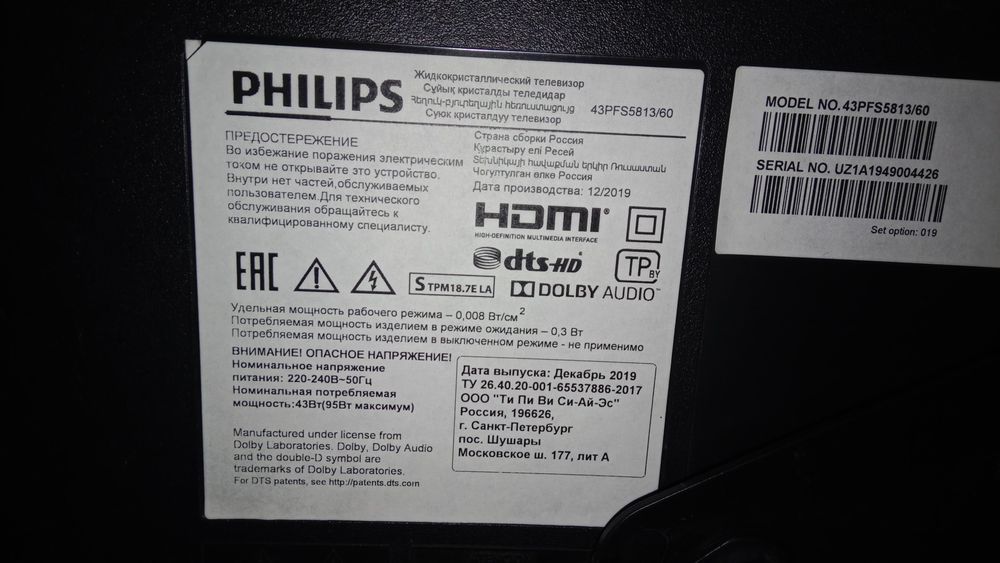 PHILIPS
Жидкокристаллический телевизор
Сұйық кристалды теледидар
Հեղուկ-բյուրեղային հեռուստացույց
Суюк кристалдуу телевизор
43PFS5813/60
ПРЕДОСТЕРЕЖЕНИЕ
Во избежание поражения электрическим
током не открывайте это устройство.
Внутри нет частей,обслуживаемых
пользователем.Для технического
обслуживания обращайтесь к
квалифицированному специалисту.
Страна сборки Россия
Құрастыру елі Ресей
Տեխնիկական հավաքման երկիր Ռուսաստան
Чогултулган өлкө Россия
Дата производства: 12/2019
HDMI
HIGH-DEFINITION MULTIMEDIA INTERFACE
dts-HD
TP BY
EAC
S TPM18.7E LA
DOLBY AUDIO™
Удельная мощность рабочего режима – 0,008 Вт/см2
Потребляемая мощность изделием в режиме ожидания – 0,3 Вт
Потребляемая мощность изделием в выключенном режиме - не применимо
ВНИМАНИЕ! ОПАСНОЕ НАПРЯЖЕНИЕ!
Номинальное напряжение
питания: 220-240В~50Гц
Номинальная потребляемая
мощность:43Вт(95Вт максимум)
Дата выпуска: Декабрь 2019
ТУ 26.40.20-001-65537886-2017
ООО "Ти Пи Ви Си-Ай-Эс"
Россия, 196626,
г. Санкт-Петербург
пос. Шушары
Московское ш. 177, лит А
Manufactured under license from
Dolby Laboratories. Dolby, Dolby Audio
and the double-D symbol are
trademarks of Dolby Laboratories.
For DTS patents, see http://patents.dts.com
MODEL NO. 43PFS5813/60
SERIAL NO. UZ1A1949004426
Set option: 019